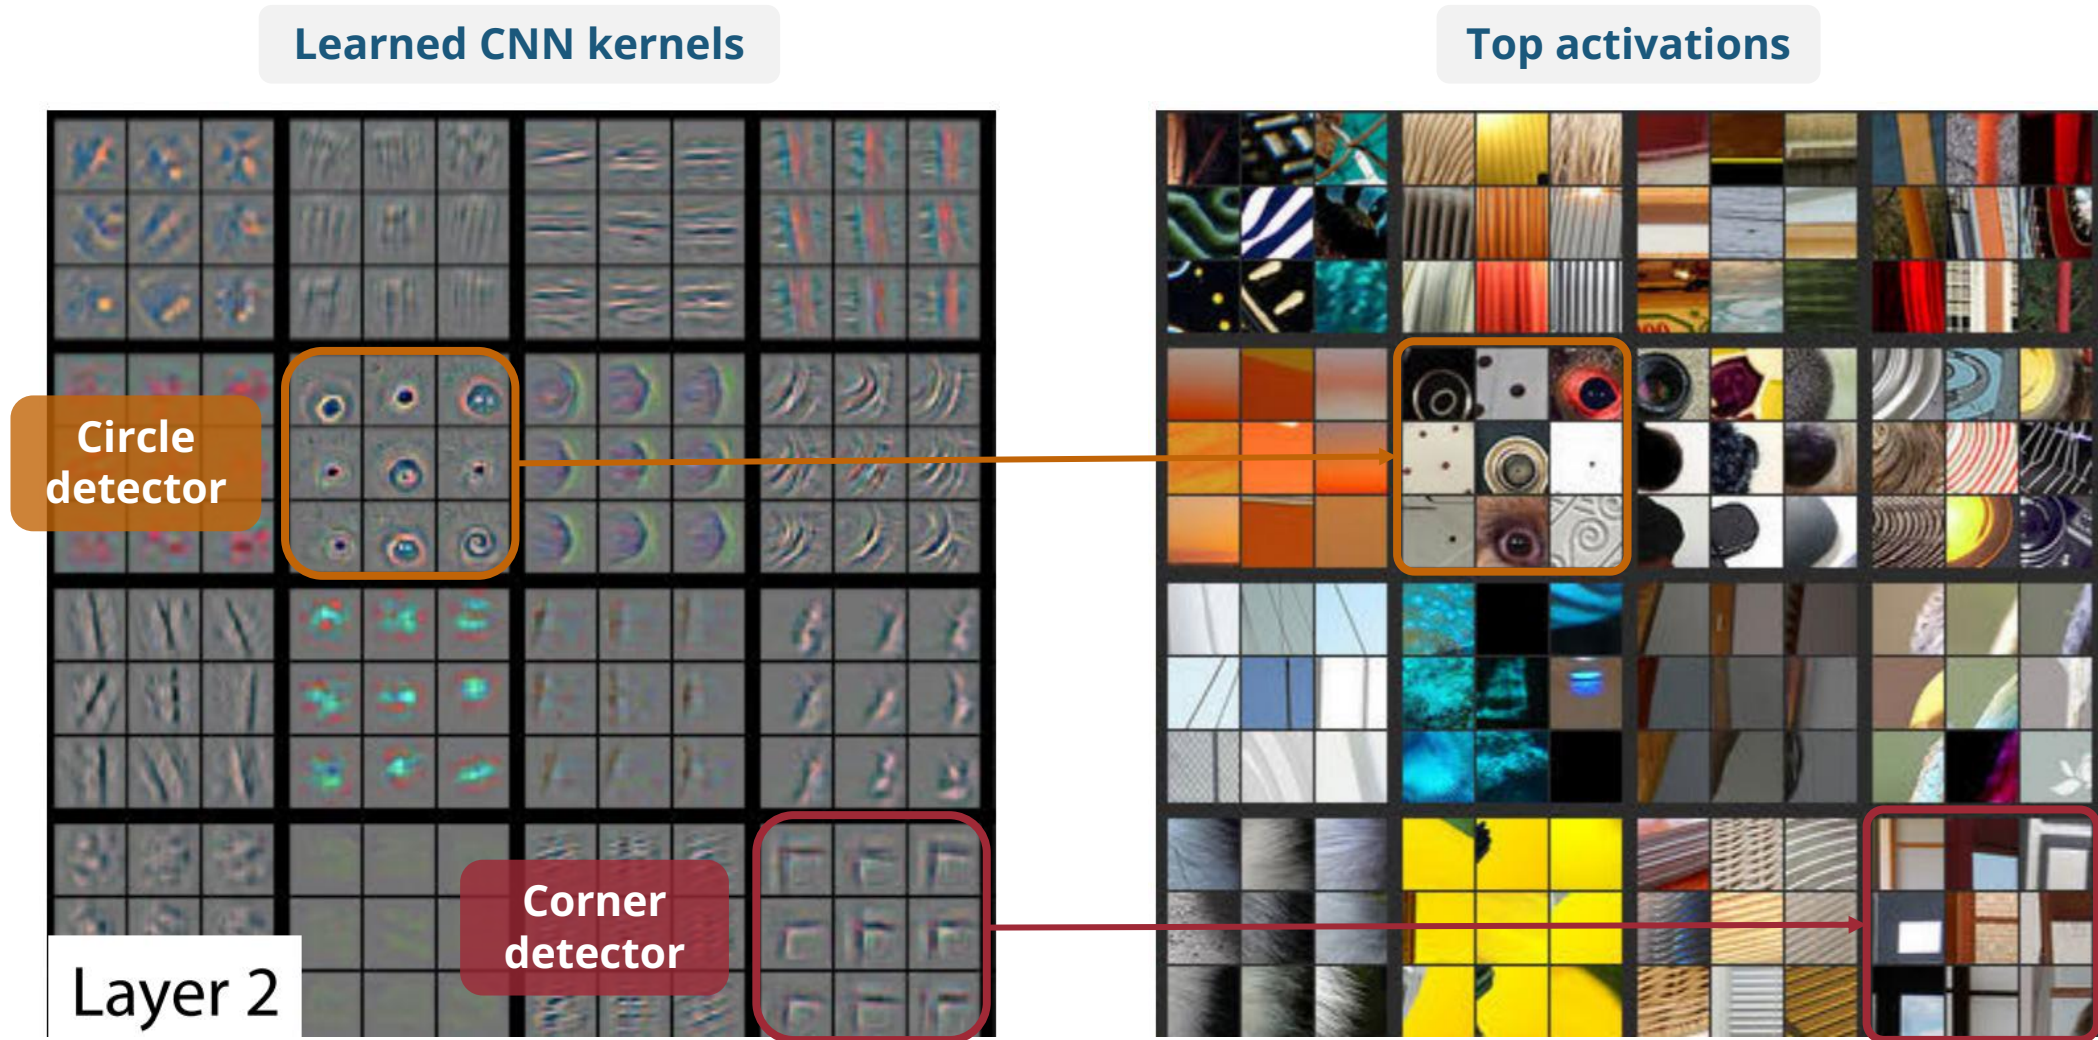 Learned CNN kernels
Top activations
Circle
detector
Corner
detector
Layer 2